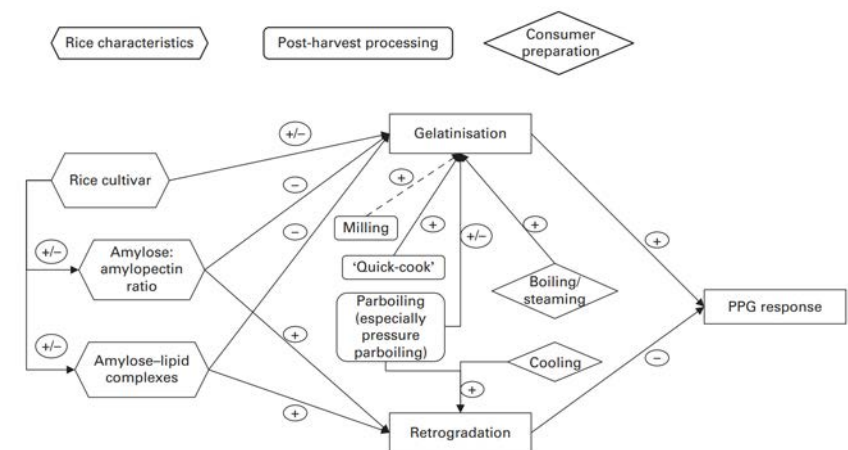 Rice characteristics
Post-harvest processing
Consumer
preparation
+/–
Gelatinisation
Rice cultivar
–
+
Milling
–
+
+/–
+
+
+/–
Amylose:
amylopectin
ratio
'Quick-cook'
Boiling/
steaming
PPG response
Parboiling
(especially
pressure
parboiling)
+
+/–
Amylose–lipid
complexes
Cooling
–
+
+
Retrogradation